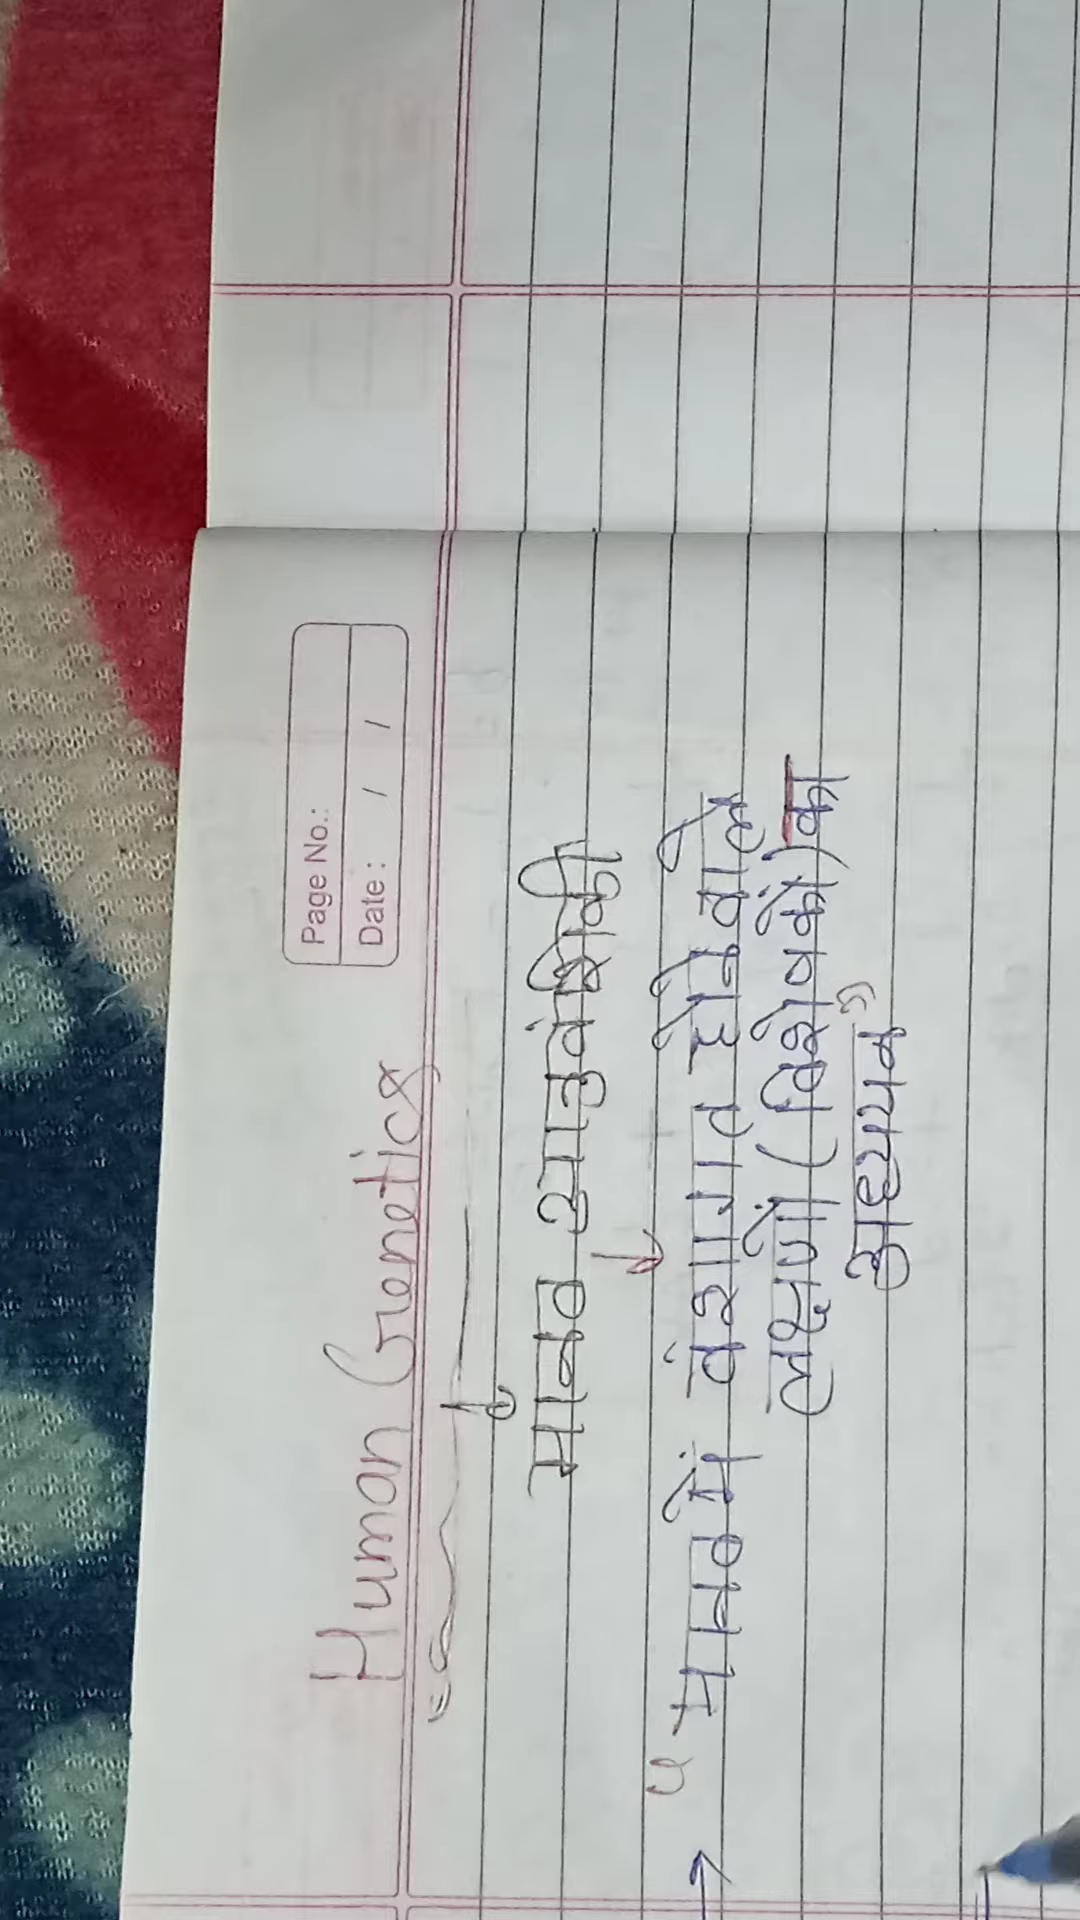 Page No.:
Date: / /
Human Genetics
मानव आनुवंशिकी
→ "मानव में वंशागत होने वाले
लक्षणों (विशेषकों) का
अध्ययन"